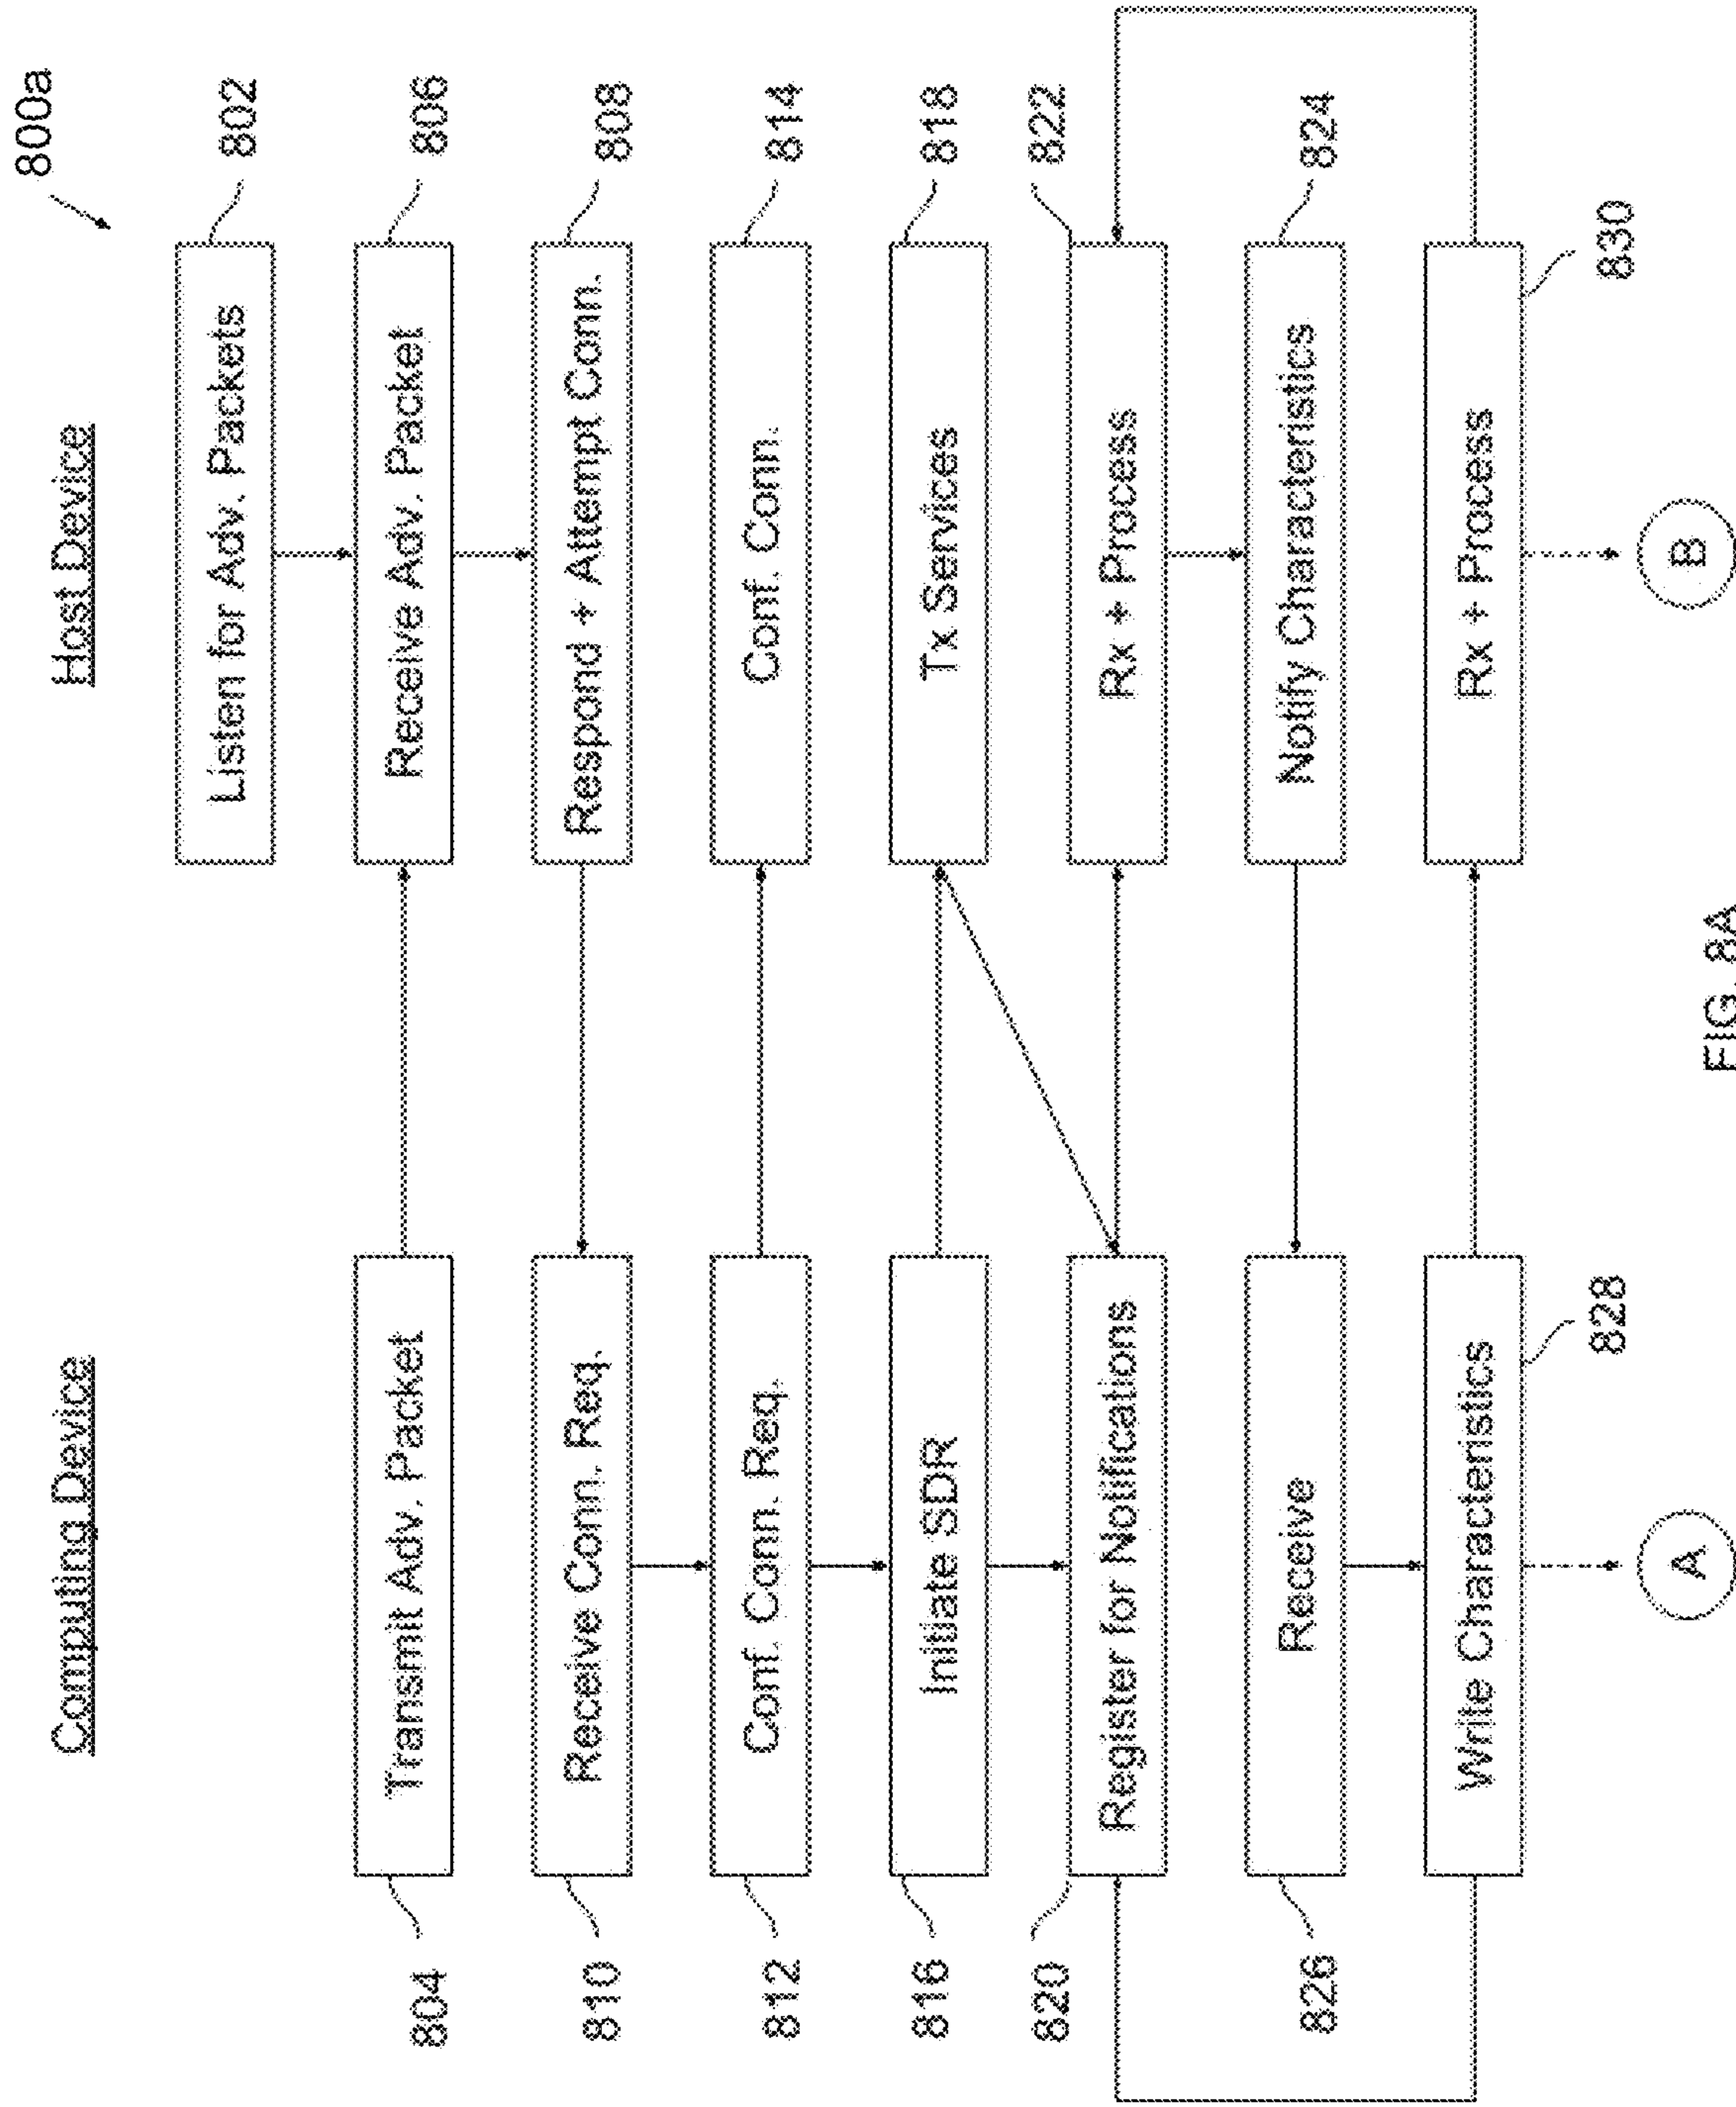 800a
Computing Device
Host Device
Listen for Adv. Packets
802
804
Transmit Adv. Packet
Receive Adv. Packet
806
810
Receive Conn. Req.
Respond + Attempt Conn.
808
812
Conf. Conn. Req.
Conf. Conn.
814
816
Initiate SDR
Tx Services
818
820
Register for Notifications
Rx + Process
822
826
Receive
Notify Characteristics
824
Write Characteristics
828
Rx + Process
830
A
B
FIG. 8A